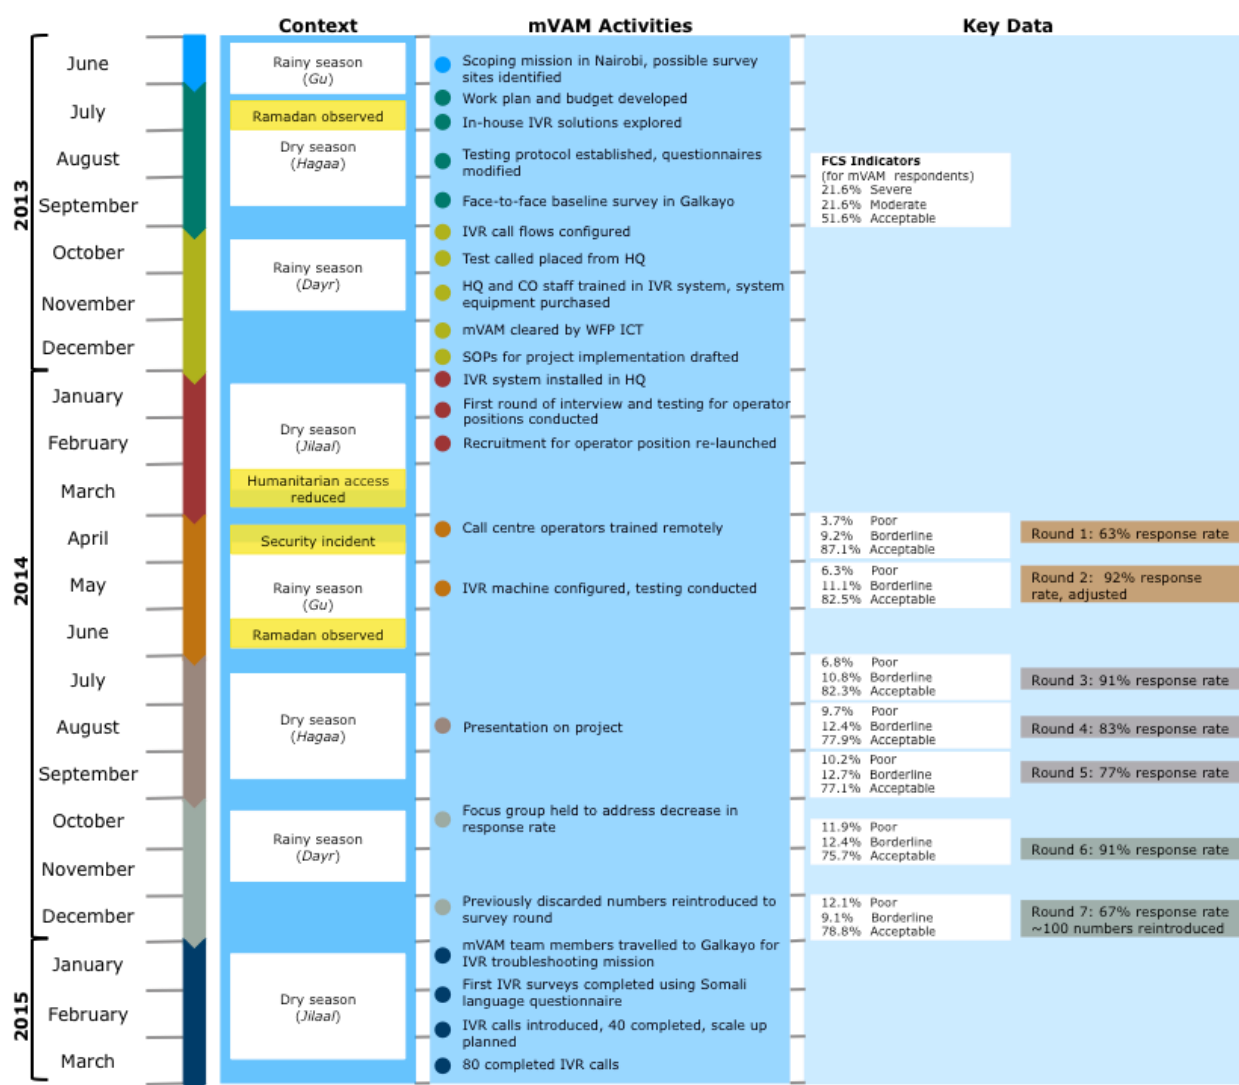 Context
mVAM Activities
Key Data
2013
June
July
August
September
October
November
December
2014
January
February
March
April
May
June
July
August
September
October
November
December
2015
January
February
March
Rainy season
(Gu)
Ramadan observed
Dry season
(Hagaa)
Rainy season
(Dayr)
Dry season
(Jilaal)
Humanitarian access
reduced
Security incident
Rainy season
(Gu)
Ramadan observed
Dry season
(Hagaa)
Rainy season
(Dayr)
Dry season
(Jilaal)
Scoping mission in Nairobi, possible survey
sites identified
Work plan and budget developed
In-house IVR solutions explored
Testing protocol established, questionnaires
modified
Face-to-face baseline survey in Galkayo
IVR call flows configured
Test called placed from HQ
HQ and CO staff trained in IVR system, system
equipment purchased
mVAM cleared by WFP ICT
SOPs for project implementation drafted
IVR system installed in HQ
First round of interview and testing for operator
positions conducted
Recruitment for operator position re-launched
Call centre operators trained remotely
IVR machine configured, testing conducted
Presentation on project
Focus group held to address decrease in
response rate
Previously discarded numbers reintroduced to
survey round
mVAM team members travelled to Galkayo for
IVR troubleshooting mission
First IVR surveys completed using Somali
language questionnaire
IVR calls introduced, 40 completed, scale up
planned
80 completed IVR calls
FCS Indicators
(for mVAM respondents)
21.6% Severe
21.6% Moderate
51.6% Acceptable
3.7% Poor
9.2% Borderline
87.1% Acceptable
Round 1: 63% response rate
6.3% Poor
11.1% Borderline
82.5% Acceptable
Round 2: 92% response
rate, adjusted
6.8% Poor
10.8% Borderline
82.3% Acceptable
Round 3: 91% response rate
9.7% Poor
12.4% Borderline
77.9% Acceptable
Round 4: 83% response rate
10.2% Poor
12.7% Borderline
77.1% Acceptable
Round 5: 77% response rate
11.9% Poor
12.4% Borderline
75.7% Acceptable
Round 6: 91% response rate
12.1% Poor
9.1% Borderline
78.8% Acceptable
Round 7: 67% response rate
~100 numbers reintroduced